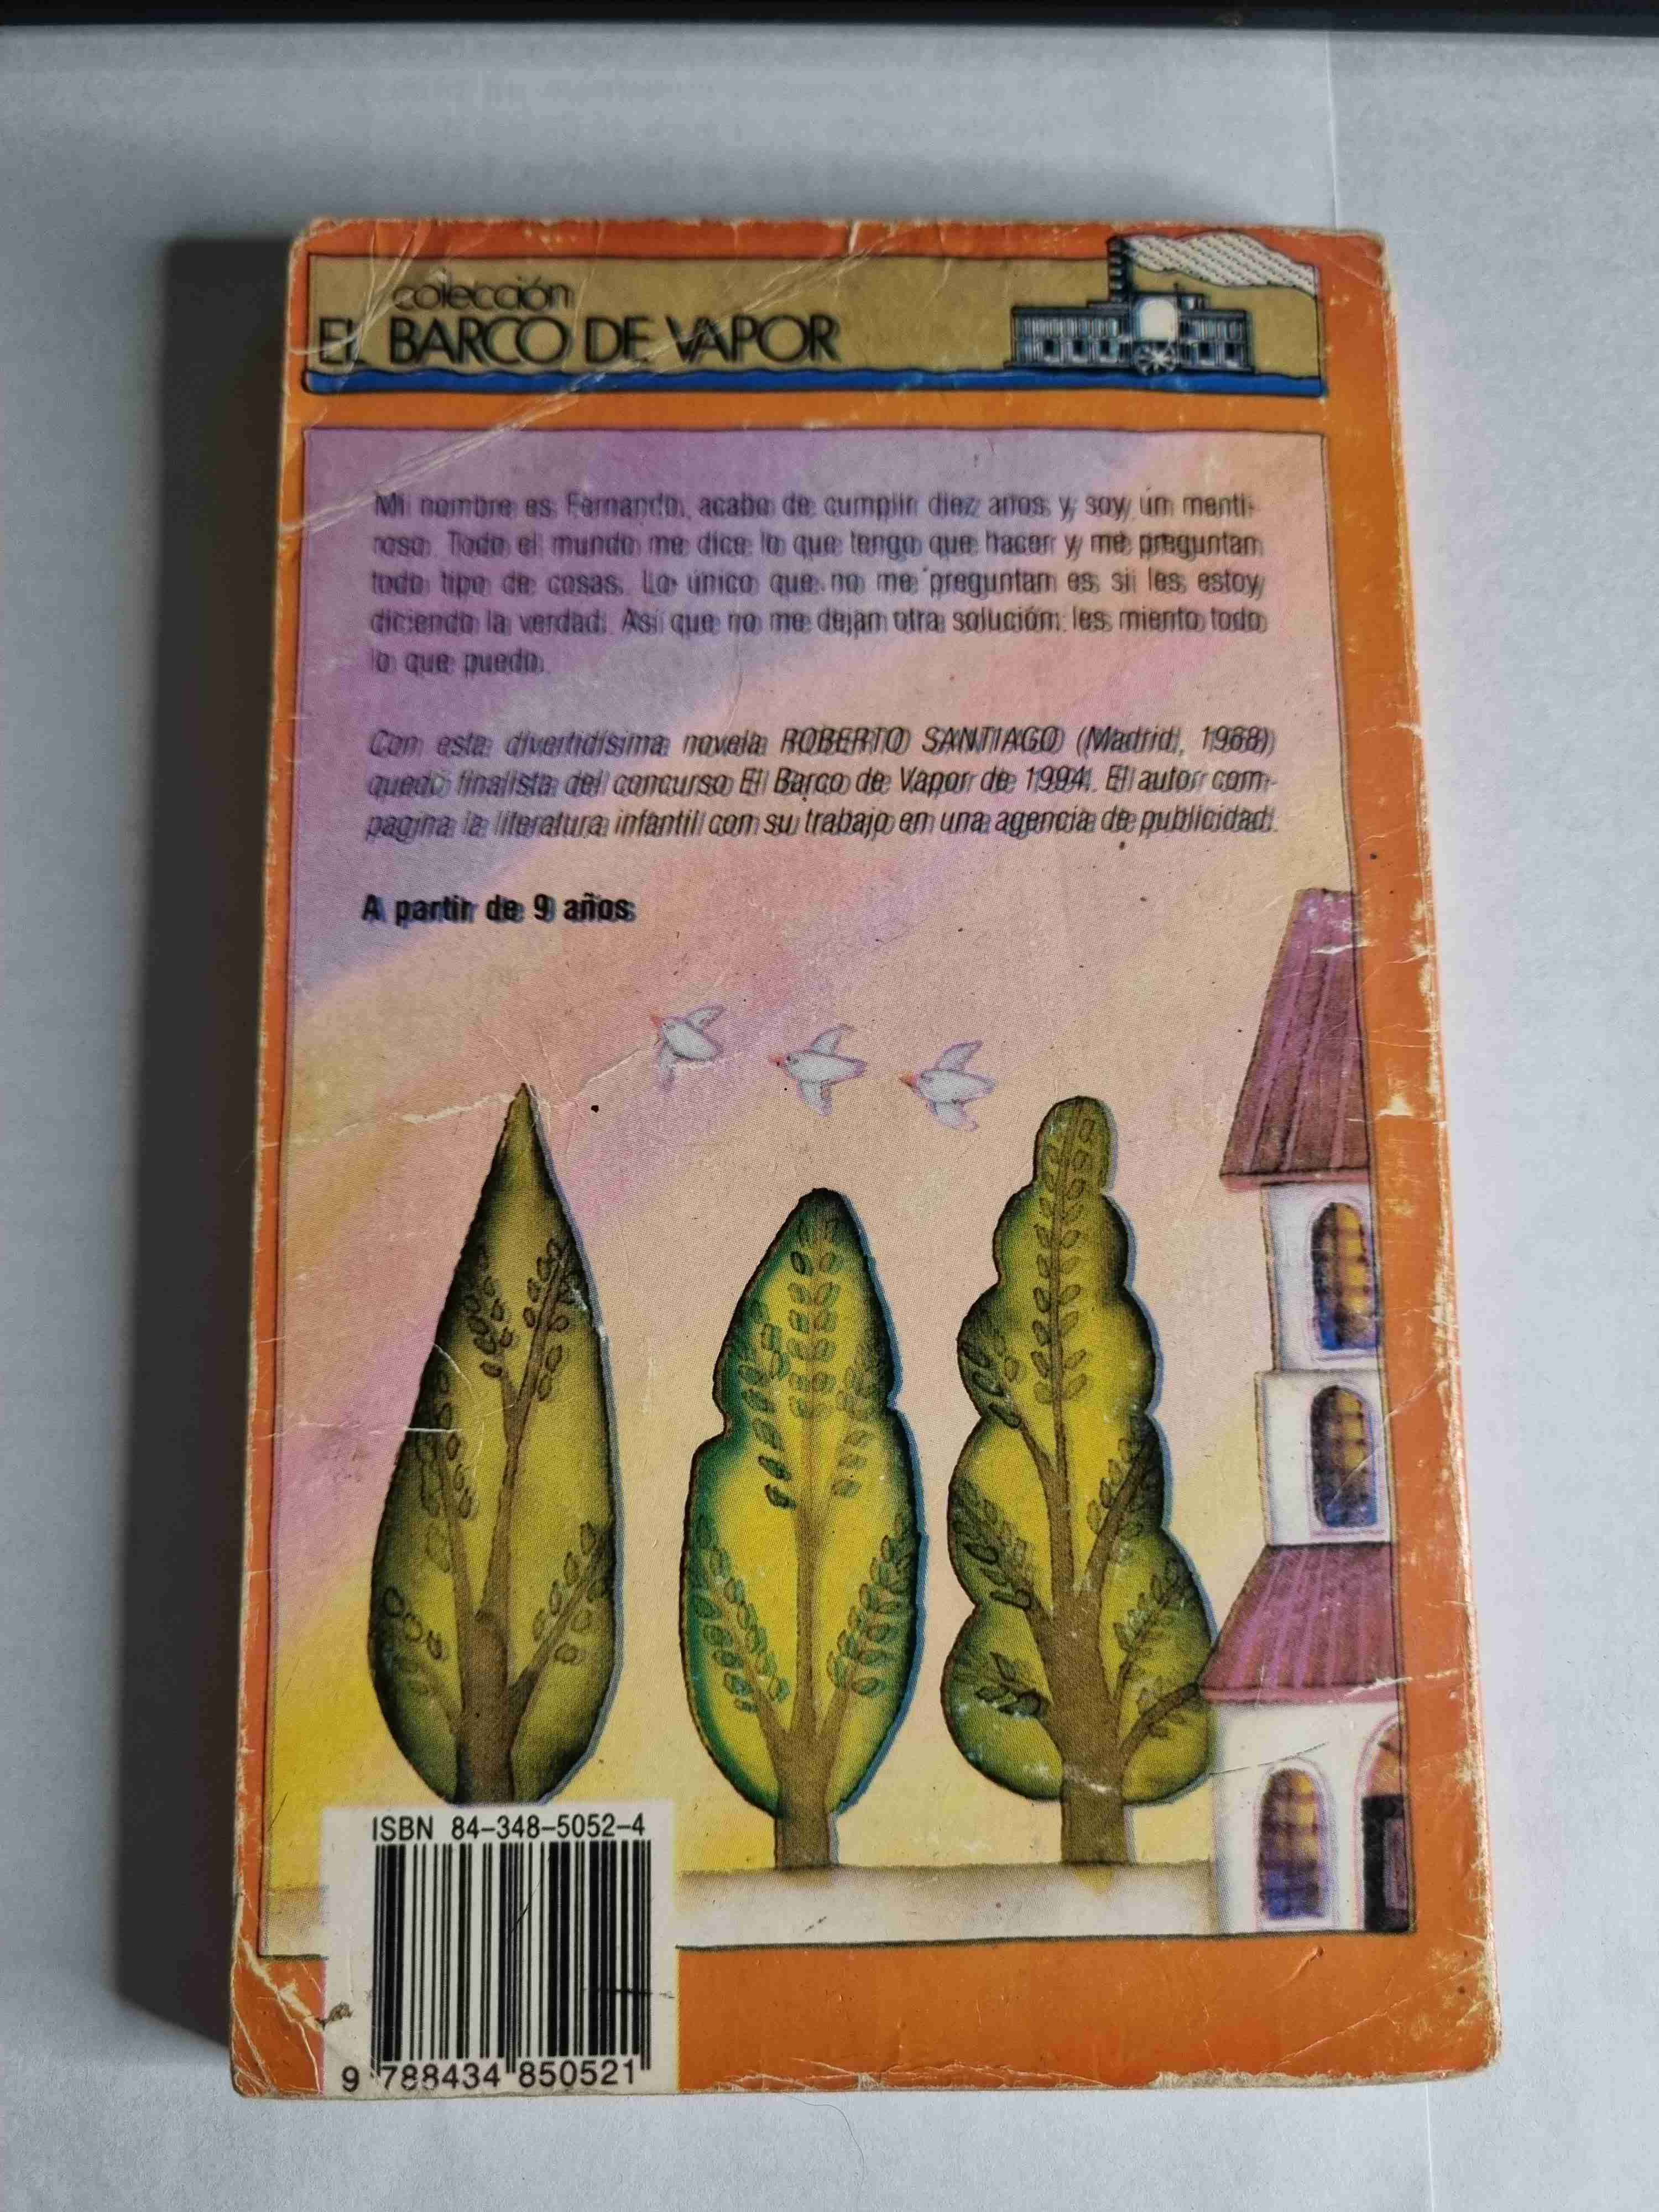 colección
EL BARCO DE VAPOR
Mi nombre es Fernando, acabo de cumplir diez años y soy un menti-
roso. Todo el mundo me dice lo que tengo que hacer y me preguntan
todo tipo de cosas. Lo único que no me preguntan es si les estoy
diciendo la verdad. Así que no me dejan otra solución: les miento todo
lo que puedo.
Con esta divertidísima novela ROBERTO SANTIAGO (Madrid, 1968)
quedó finalista del concurso El Barco de Vapor de 1994. El autor com-
pagina la literatura infantil con su trabajo en una agencia de publicidad.
A partir de 9 años
ISBN 84-348-5052-4
9 788434 850521